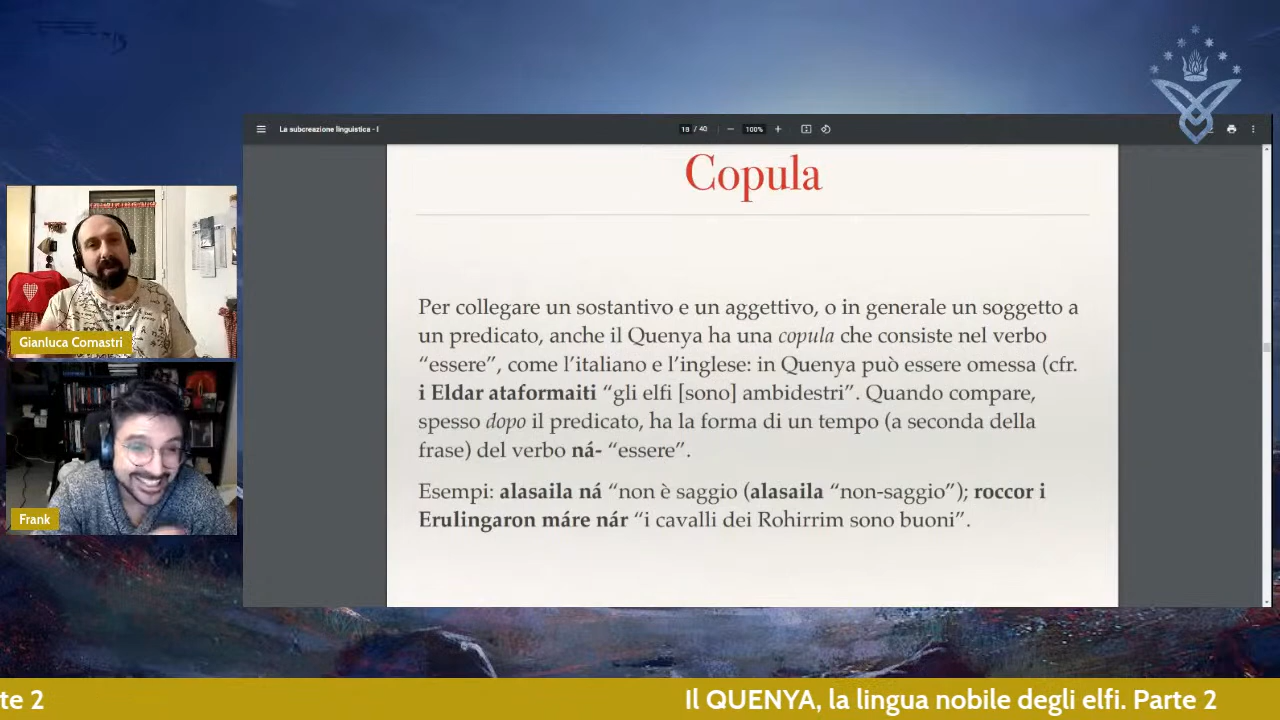 La subcreazione linguistica - I
18 / 40
100%
Copula
Per collegare un sostantivo e un aggettivo, o in generale un soggetto a
un predicato, anche il Quenya ha una copula che consiste nel verbo
“essere”, come l’italiano e l’inglese: in Quenya può essere omessa (cfr.
i Eldar ataformaiti “gli elfi [sono] ambidestri”. Quando compare,
spesso dopo il predicato, ha la forma di un tempo (a seconda della
frase) del verbo ná- “essere”.
Esempi: alasaila ná “non è saggio (alasaila “non-saggio”); roccor i
Erulingaron máre nár “i cavalli dei Rohirrim sono buoni”.
Gianluca Comastri
Frank
te 2
Il QUENYA, la lingua nobile degli elfi. Parte 2